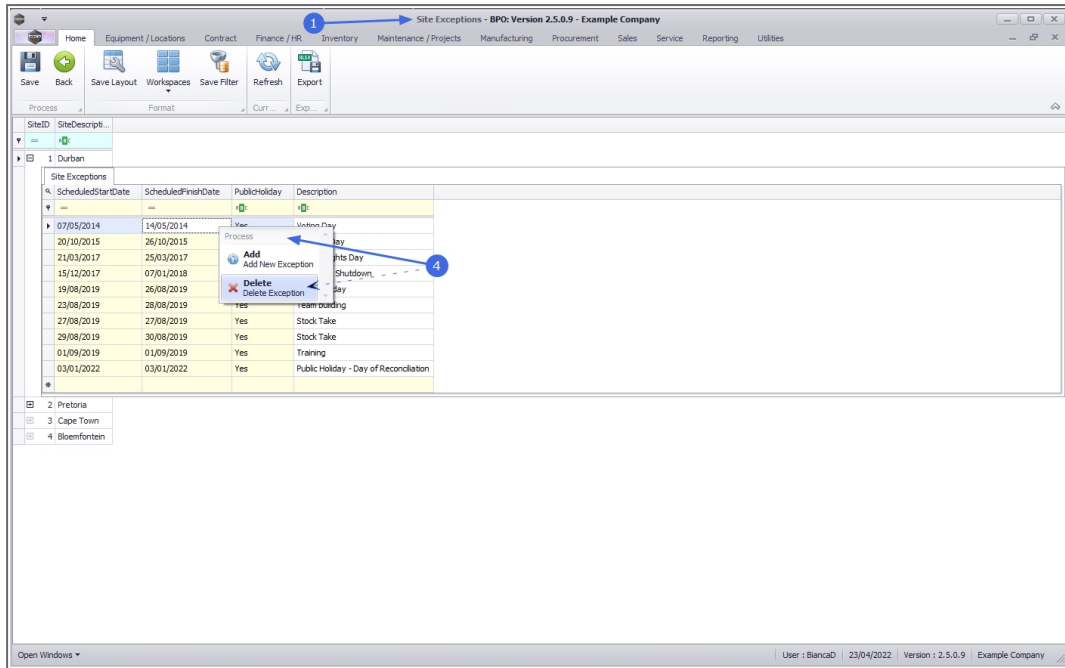 1
Site Exceptions - BPO: Version 2.5.0.9 - Example Company
Home Equipment / Locations Contract Finance / HR Inventory Maintenance / Projects Manufacturing Procurement Sales Service Reporting Utilities
Save Back Save Layout Workspaces Save Filter Refresh Export
Process Format Curr... Exp...
SiteID SiteDescripti...
=
1 Durban
Site Exceptions
ScheduledStartDate ScheduledFinishDate PublicHoliday Description
= =
07/05/2014 14/05/2014 Yes Voting Day
20/10/2015 26/10/2015
21/03/2017 25/03/2017 hts Day
15/12/2017 07/01/2018 Shutdown
19/08/2019 26/08/2019
23/08/2019 28/08/2019 Yes Team building
27/08/2019 27/08/2019 Yes Stock Take
29/08/2019 30/08/2019 Yes Stock Take
01/09/2019 01/09/2019 Yes Training
03/01/2022 03/01/2022 Yes Public Holiday - Day of Reconciliation
Process
Add
Add New Exception
Delete
Delete Exception
4
2 Pretoria
3 Cape Town
4 Bloemfontein
Open Windows User : BiancaD 23/04/2022 Version : 2.5.0.9 Example Company